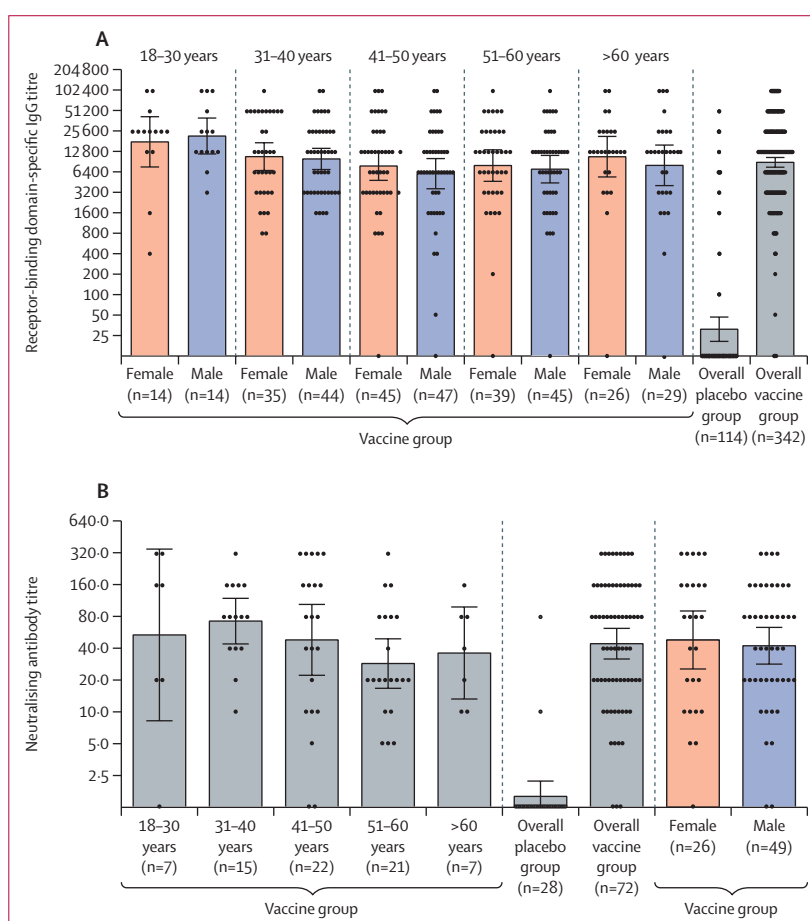 A
18–30 years
31–40 years
41–50 years
51–60 years
>60 years
Receptor-binding domain-specific IgG titre
204 800
102 400
51 200
25 600
12 800
6400
3200
1600
800
400
200
100
50
25
Female
(n=14)
Male
(n=14)
Female
(n=35)
Male
(n=44)
Female
(n=45)
Male
(n=47)
Female
(n=39)
Male
(n=45)
Female
(n=26)
Male
(n=29)
Overall
placebo
group
(n=114)
Overall
vaccine
group
(n=342)
Vaccine group
B
Neutralising antibody titre
640·0
320·0
160·0
80·0
40·0
20·0
10·0
5·0
2·5
18–30
years
(n=7)
31–40
years
(n=15)
41–50
years
(n=22)
51–60
years
(n=21)
>60
years
(n=7)
Overall
placebo
group
(n=28)
Overall
vaccine
group
(n=72)
Female
(n=26)
Male
(n=49)
Vaccine group
Vaccine group